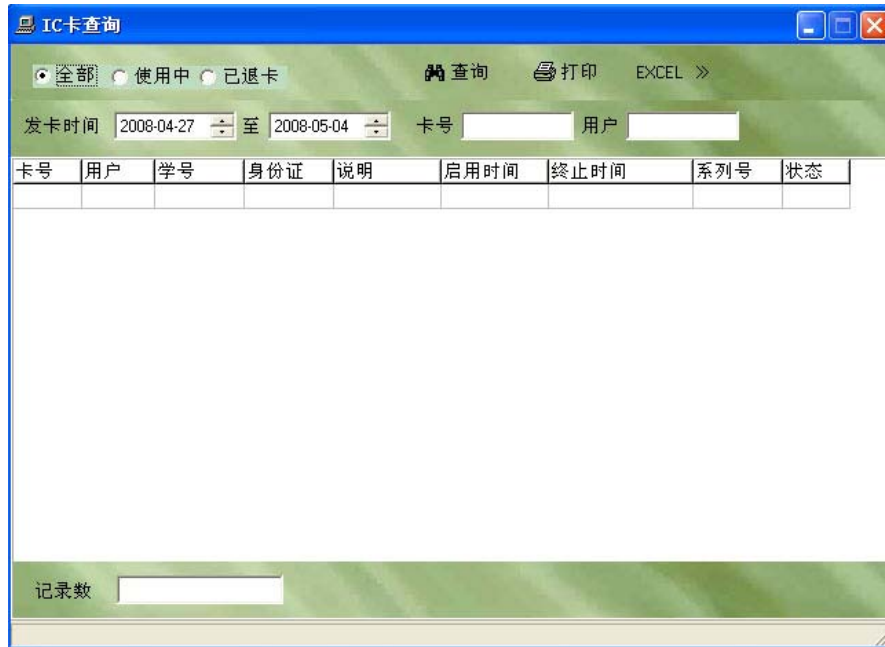 IC卡查询
全部 使用中 已退卡 查询 打印 EXCEL >>
发卡时间 2008-04-27 至 2008-05-04 卡号 用户
卡号 用户 学号 身份证 说明 启用时间 终止时间 系列号 状态
记录数